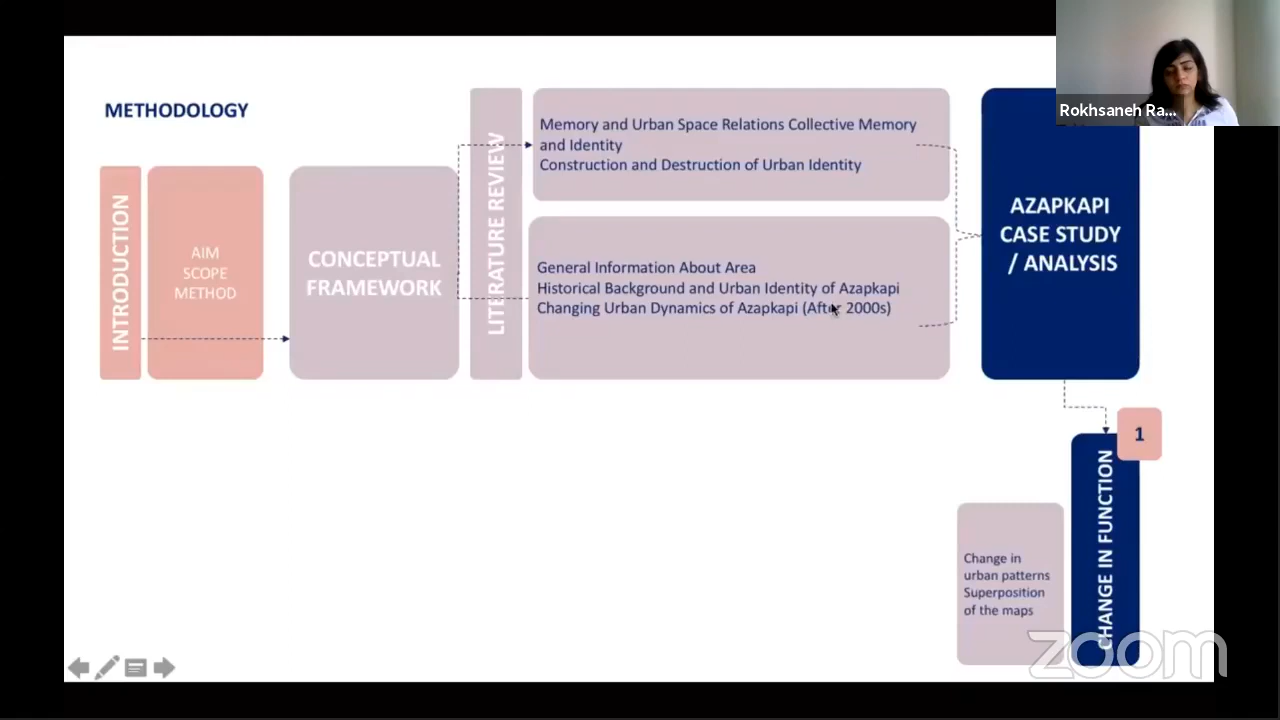 METHODOLOGY
INTRODUCTION
AIM
SCOPE
METHOD
CONCEPTUAL
FRAMEWORK
LITERATURE REVIEW
Memory and Urban Space Relations Collective Memory
and Identity
Construction and Destruction of Urban Identity
General Information About Area
Historical Background and Urban Identity of Azapkapi
Changing Urban Dynamics of Azapkapi (After 2000s)
AZAPKAPI
CASE STUDY
/ ANALYSIS
Rokhsaneh Ra...
1
CHANGE IN FUNCTION
Change in
urban patterns
Superposition
of the maps
zoom